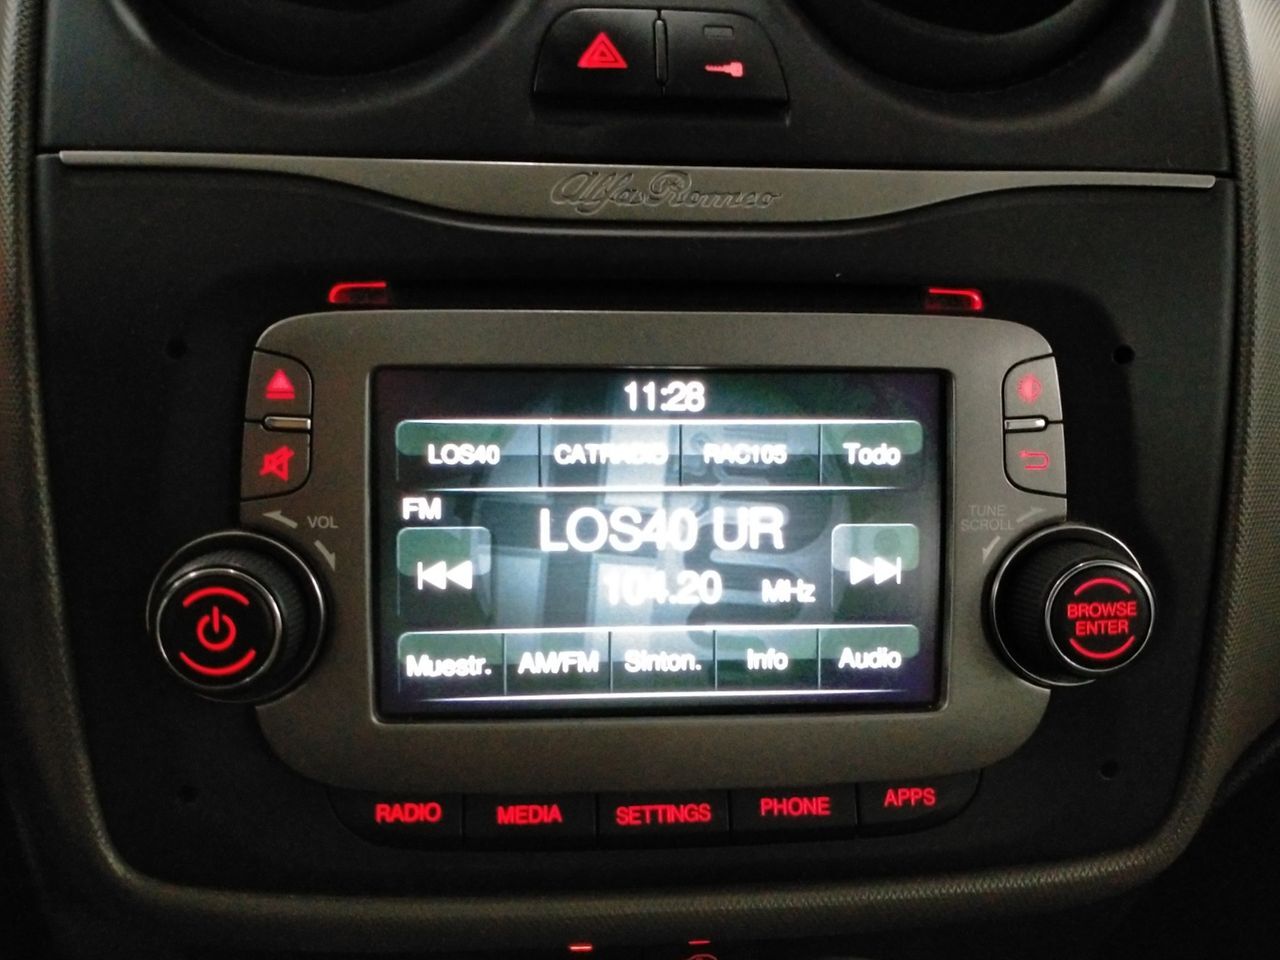 Alfa Romeo
11:28
LOS40 CATRADIO RAC105 Todo
FM
LOS40 UR
104.20 MHz
Muestr. AM/FM Sinton. Info Audio
VOL
TUNE
SCROLL
BROWSE
ENTER
RADIO MEDIA SETTINGS PHONE APPS